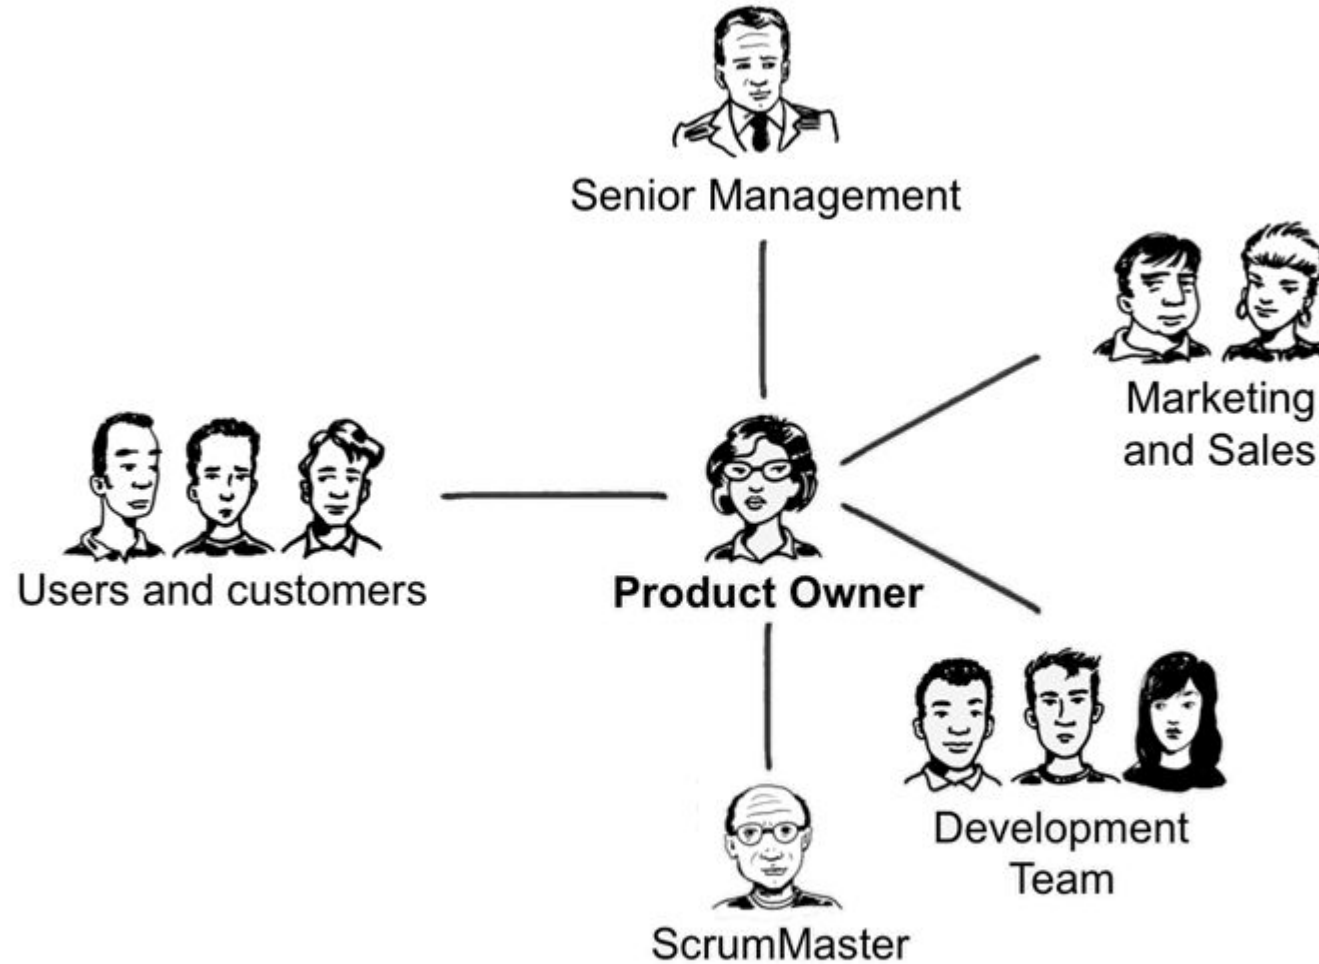 Senior Management
Marketing
and Sales
Users and customers
Product Owner
Development
Team
ScrumMaster